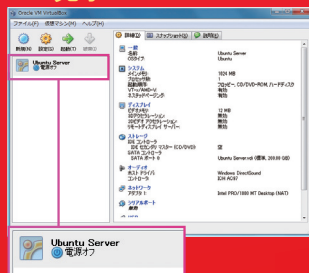 Oracle VM VirtualBox
ファイル(F) 仮想マシン(M) ヘルプ(H)
新規(N) 設定(S) 起動(T) 破棄(D)
詳細(D) スナップショット(S) 説明(E)
Ubuntu Server
電源オフ
一般
名前 Ubuntu Server
OSタイプ Ubuntu
システム
メインメモリ 1024 MB
プロセッサ数 1
起動順序 フロッピー, CD/DVD-ROM, ハードディスク
VT-x/AMD-V: 有効
ネステッドページング: 有効
ディスプレイ
ビデオメモリ 12 MB
3Dアクセラレーション: 無効
2Dビデオ アクセラレーション: 無効
リモートディスプレイ サーバー: 無効
ストレージ
IDE コントローラ
IDE セカンダリ マスター (CD/DVD) 空
SATA コントローラ
SATA ポート 0 Ubuntu Server.vdi (標準, 200.00 GB)
オーディオ
ホスト ドライバ Windows DirectSound
コントローラ ICH AC97
ネットワーク
アダプタ 1 Intel PRO/1000 MT Desktop (NAT)
シリアルポート
無効
USB
Ubuntu Server
電源オフ